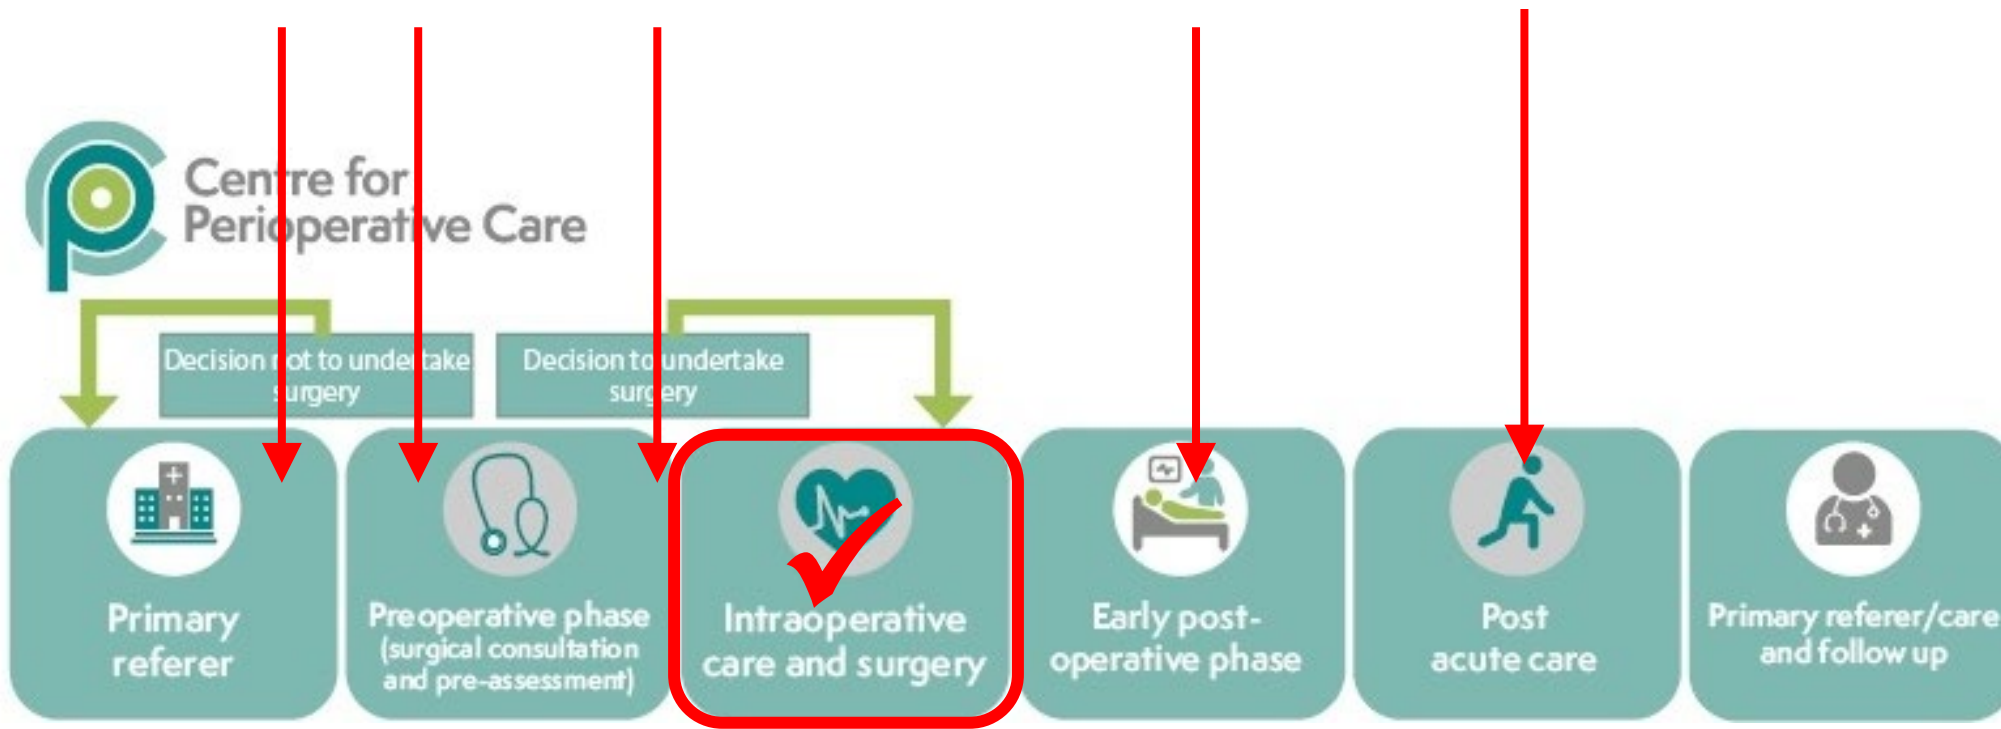 Centre for
Perioperative Care
Decision not to undertake
surgery
Decision to undertake
surgery
Primary
referer
Preoperative phase
(surgical consultation
and pre-assessment)
Intraoperative
care and surgery
Early post-
operative phase
Post
acute care
Primary referer/care
and follow up